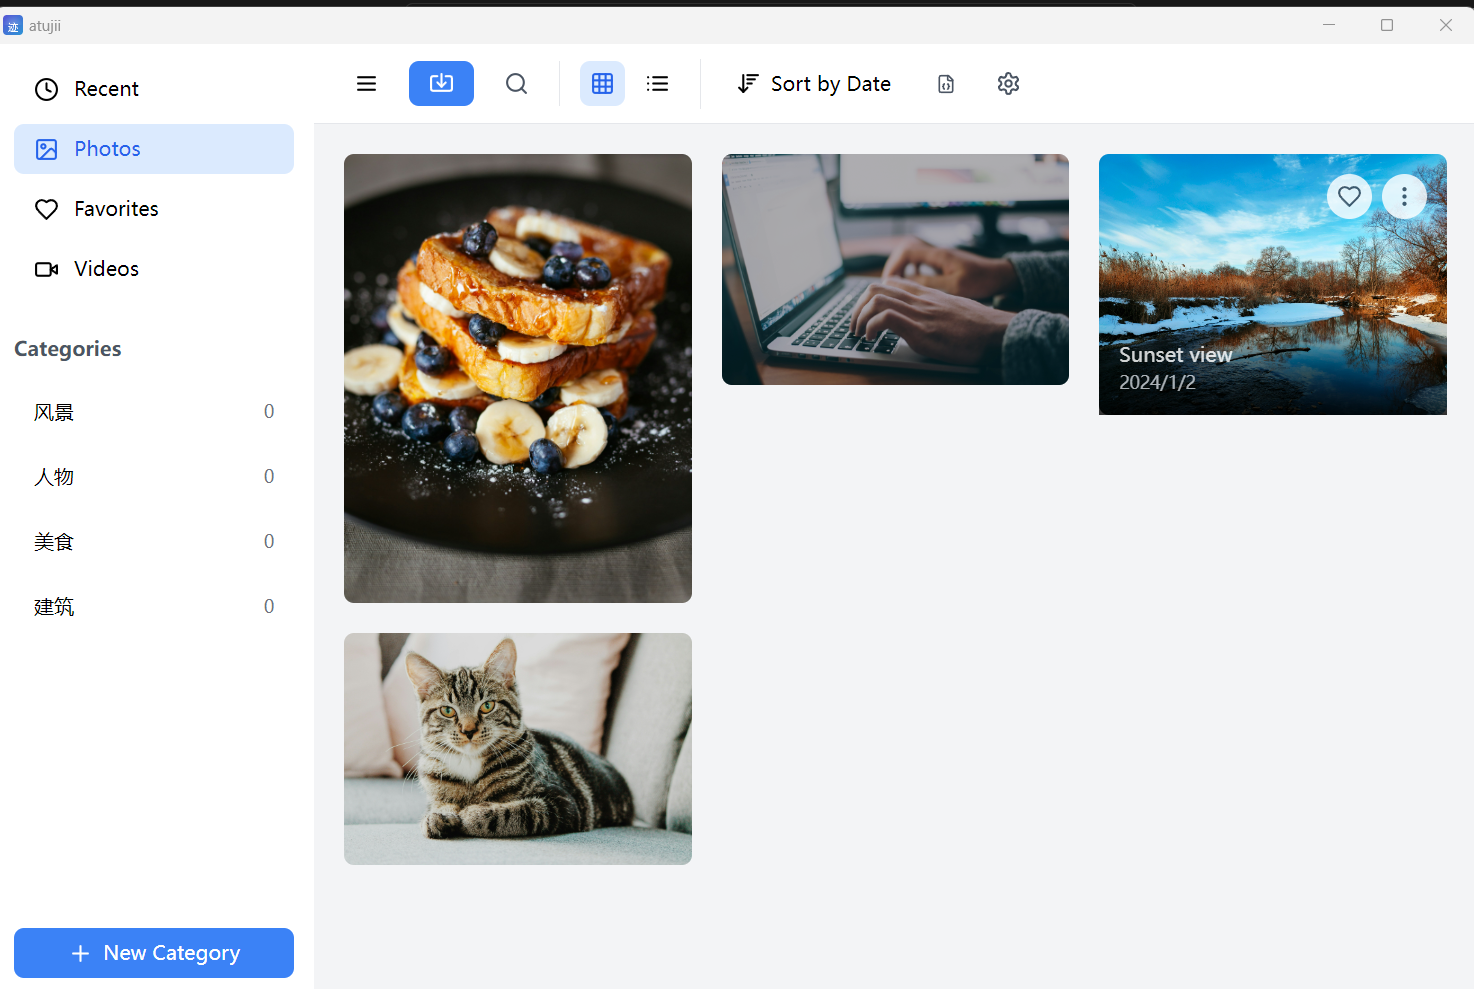 迹 atujii
Recent
Photos
Favorites
Videos
Categories
风景 0
人物 0
美食 0
建筑 0
New Category
Sort by Date
Sunset view
2024/1/2